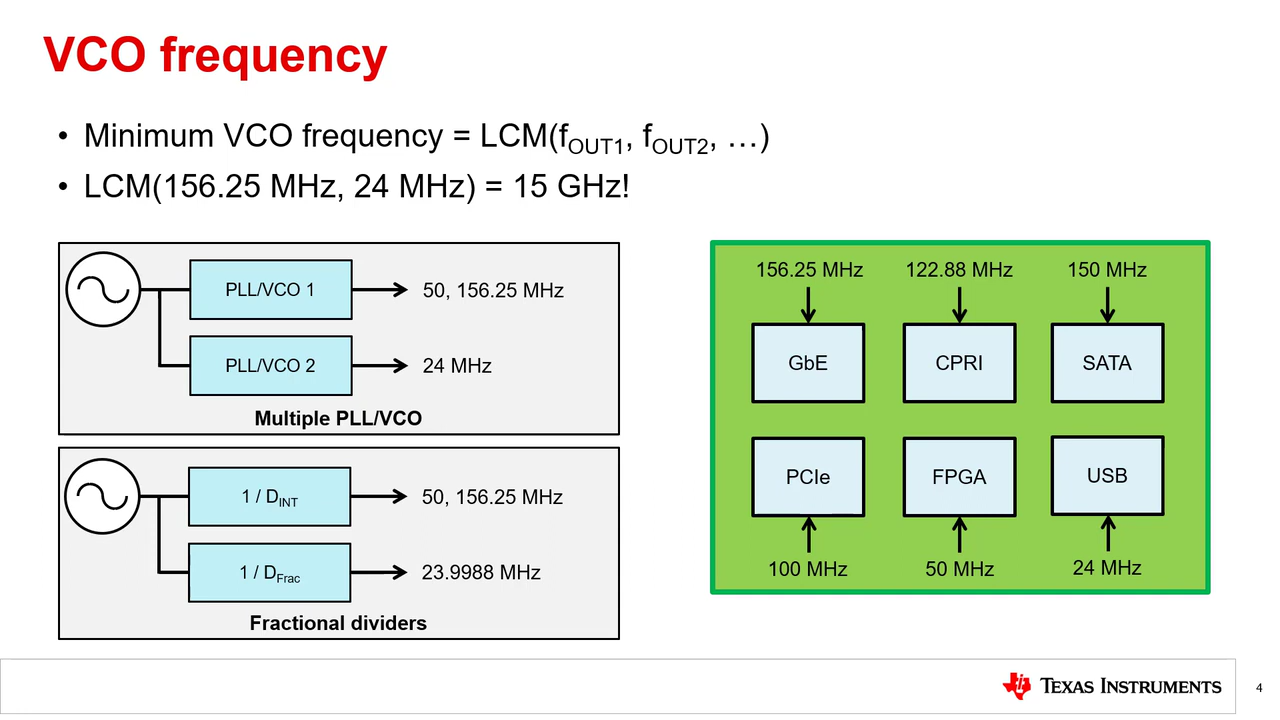 VCO frequency
• Minimum VCO frequency = LCM(fOUT1, fOUT2, …)
• LCM(156.25 MHz, 24 MHz) = 15 GHz!
PLL/VCO 1
50, 156.25 MHz
PLL/VCO 2
24 MHz
Multiple PLL/VCO
1 / DINT
50, 156.25 MHz
1 / DFrac
23.9988 MHz
Fractional dividers
156.25 MHz 122.88 MHz 150 MHz
GbE CPRI SATA
PCIe FPGA USB
100 MHz 50 MHz 24 MHz
TEXAS INSTRUMENTS
4